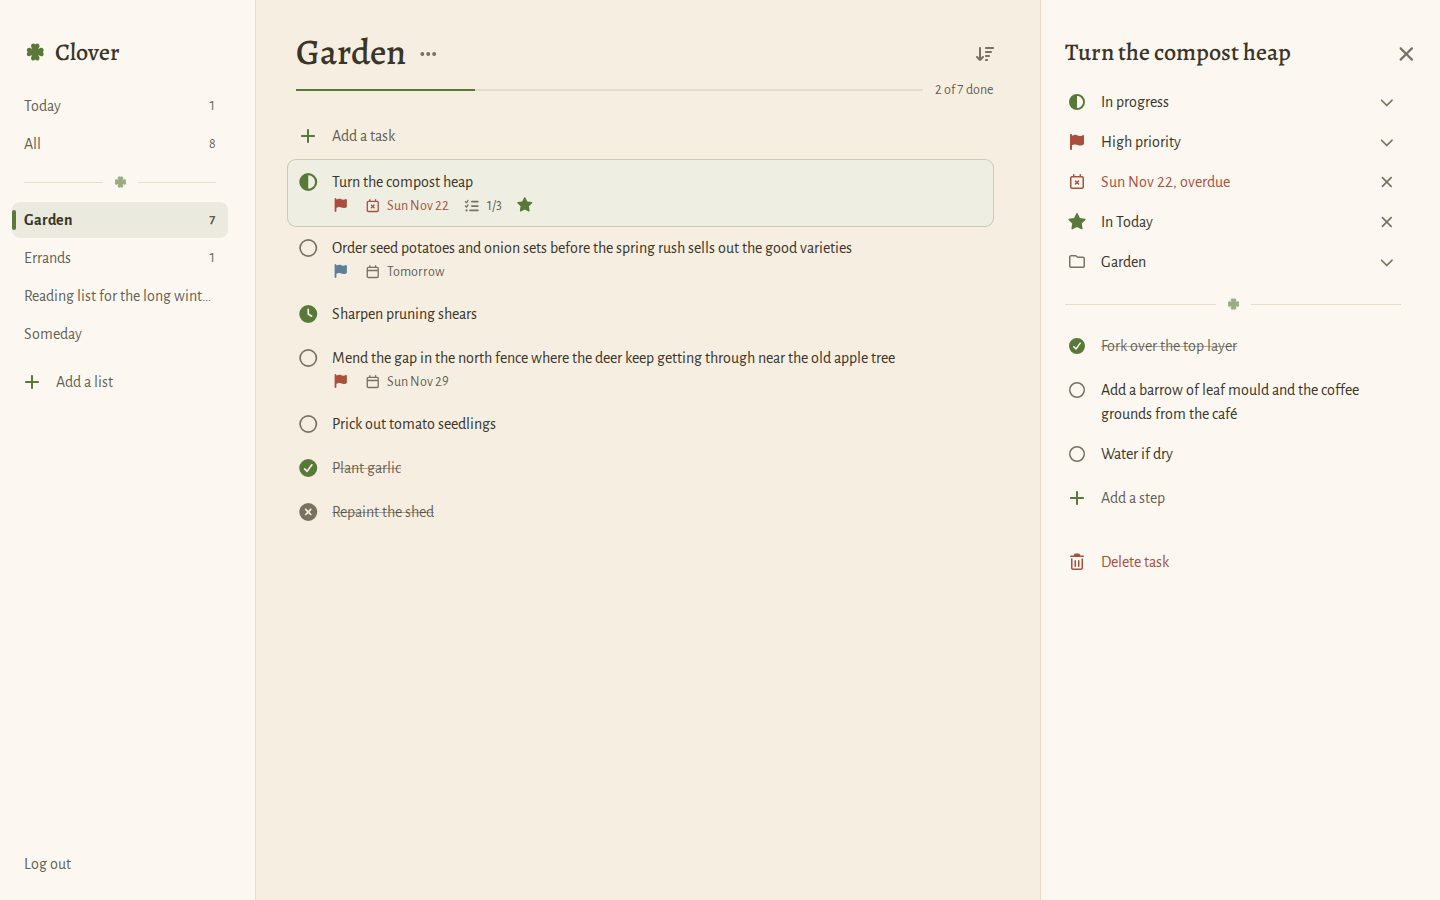 Clover
Today 1
All 8
Garden 7
Errands 1
Reading list for the long wint...
Someday
Add a list
Log out
Garden
2 of 7 done
Add a task
Turn the compost heap
Sun Nov 22 1/3
Order seed potatoes and onion sets before the spring rush sells out the good varieties
Tomorrow
Sharpen pruning shears
Mend the gap in the north fence where the deer keep getting through near the old apple tree
Sun Nov 29
Prick out tomato seedlings
Plant garlic
Repaint the shed
Turn the compost heap
In progress
High priority
Sun Nov 22, overdue
In Today
Garden
Fork over the top layer
Add a barrow of leaf mould and the coffee
grounds from the café
Water if dry
Add a step
Delete task